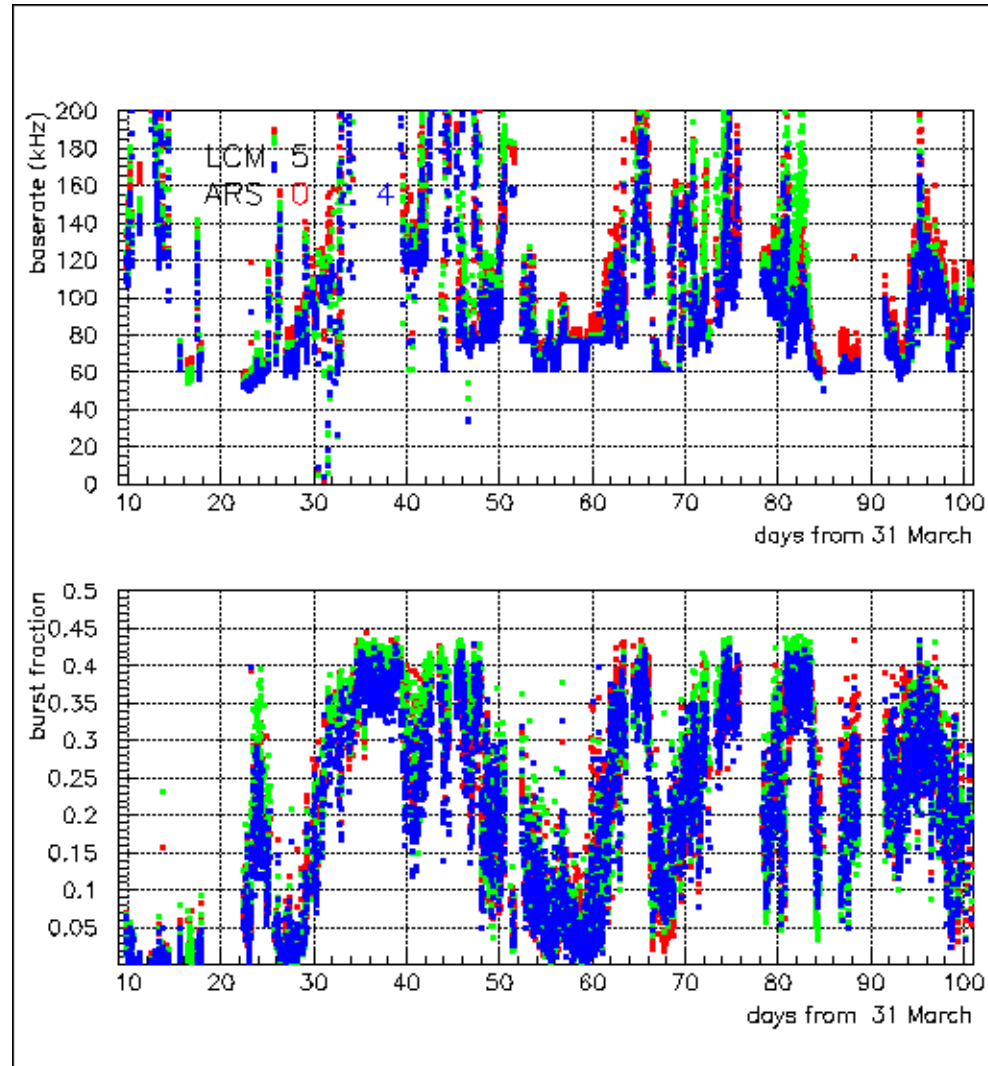 baserate (kHz)
200
180
160
140
120
100
80
60
40
20
0
LCM 5
ARS 0 4
10 20 30 40 50 60 70 80 90 100
days from 31 March
burst fraction
0.5
0.45
0.4
0.35
0.3
0.25
0.2
0.15
0.1
0.05
10 20 30 40 50 60 70 80 90 100
days from 31 March